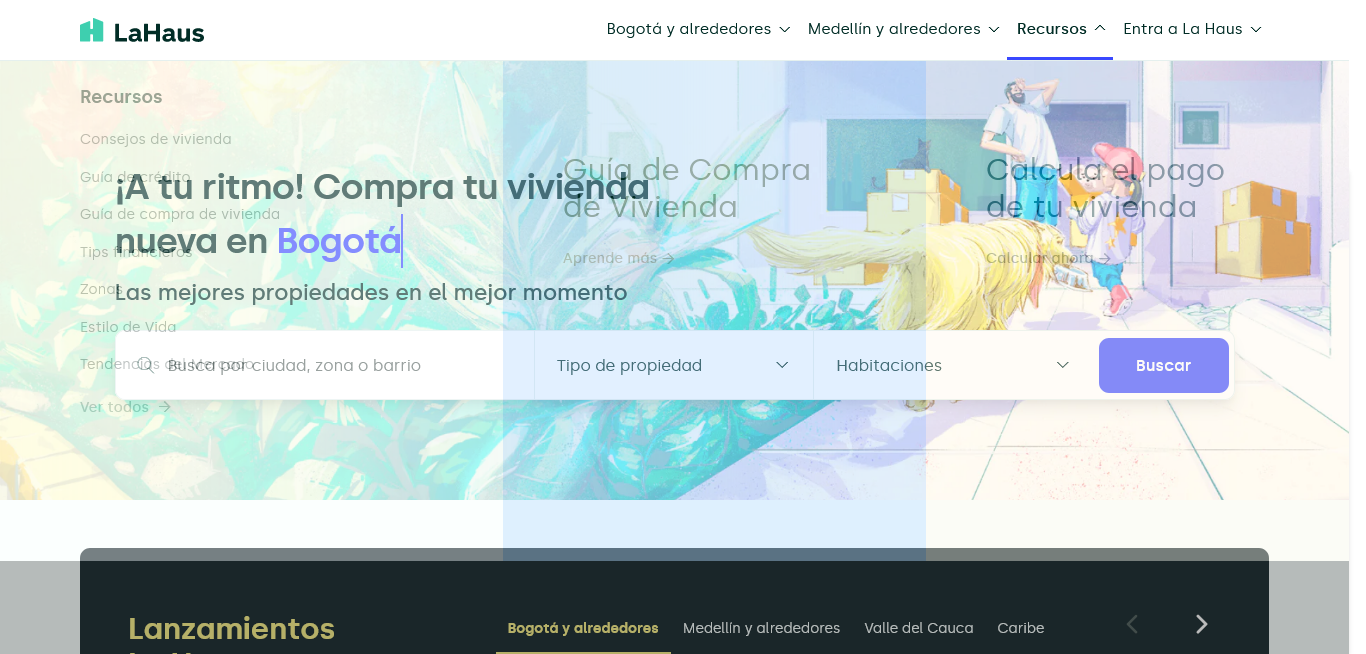 LaHaus
Bogotá y alrededores
Medellín y alrededores
Recursos
Entra a La Haus
Recursos
Consejos de vivienda
Guía de crédito
Guía de compra de vivienda
Tips financieros
Zonas
Estilo de Vida
Tendencias del Mercado
Ver todos
¡A tu ritmo! Compra tu vivienda
nueva en Bogotá
Las mejores propiedades en el mejor momento
Guía de Compra
de Vivienda
Aprende más
Calcula el pago
de tu vivienda
Calcular ahora
Busca por ciudad, zona o barrio
Tipo de propiedad
Habitaciones
Buscar
Lanzamientos
Bogotá y alrededores
Medellín y alrededores
Valle del Cauca
Caribe